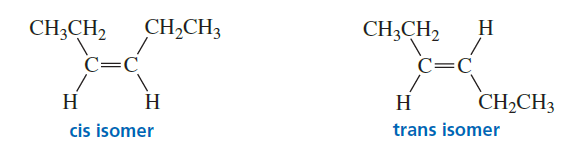 CH₃CH₂ CH₂CH₃ CH₃CH₂ H
C=C C=C
H H H CH₂CH₃
cis isomer trans isomer